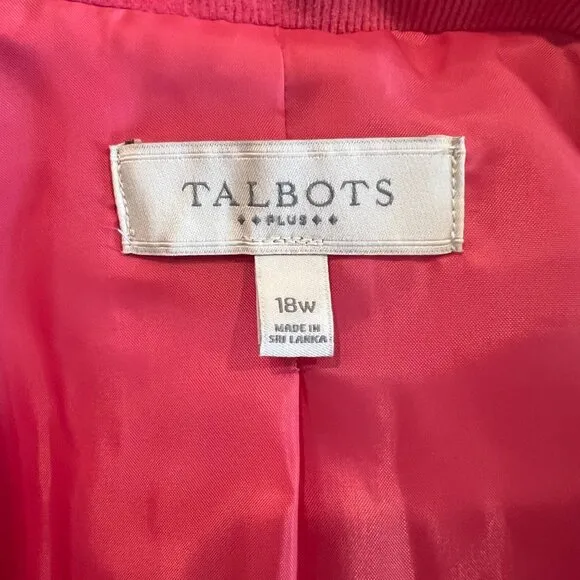 TALBOTS
♦♦PLUS♦♦
18W
MADE IN
SRI LANKA